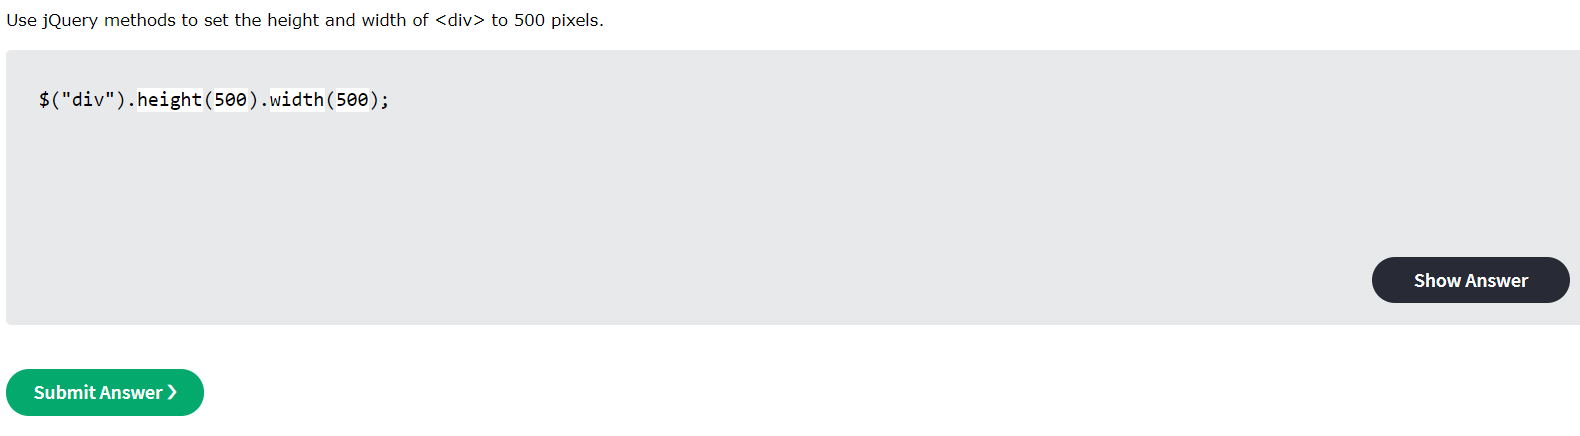 Use jQuery methods to set the height and width of <div> to 500 pixels.
$("div").height(500).width(500);
Show Answer
Submit Answer ❯